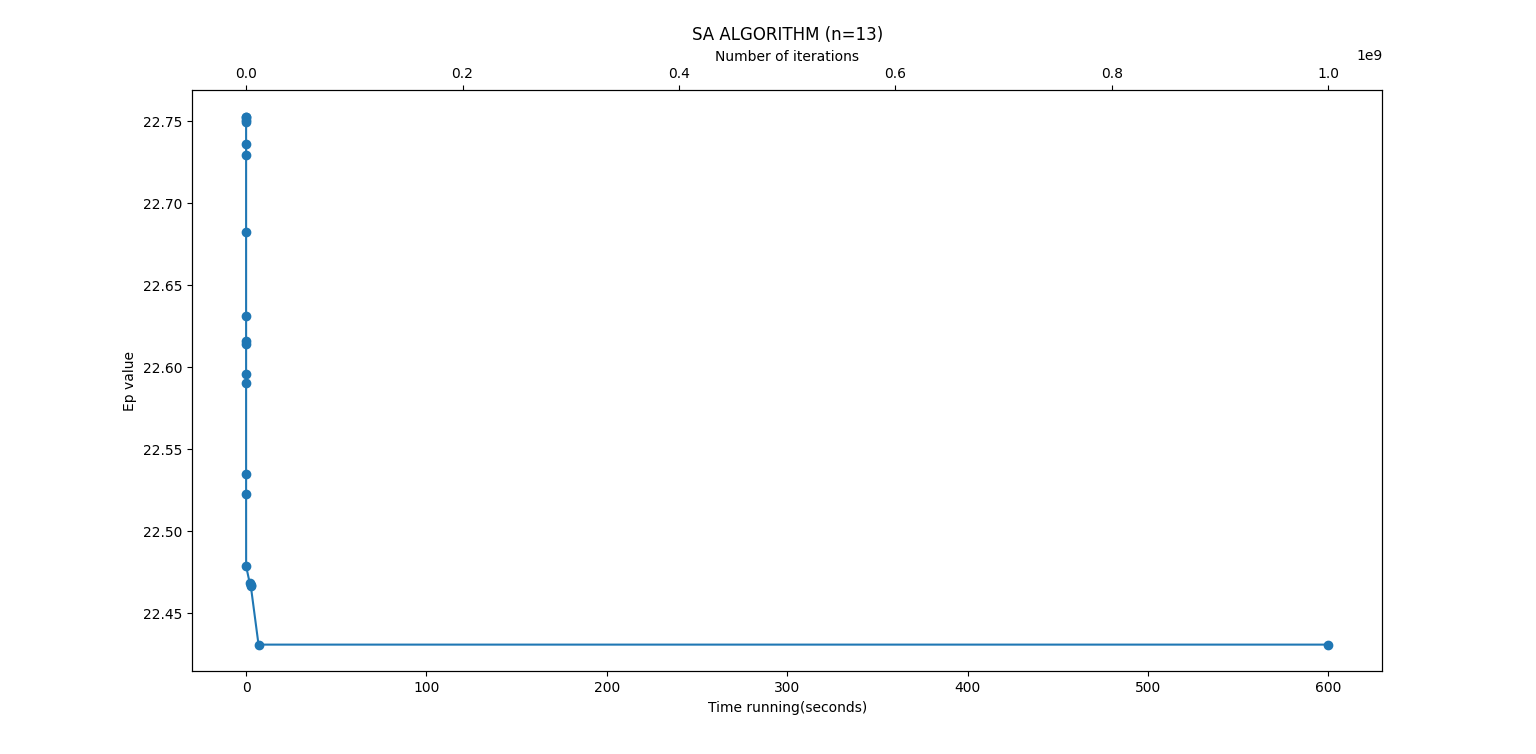 SA ALGORITHM (n=13)
Number of iterations
1e9
0.0 0.2 0.4 0.6 0.8 1.0
22.75
22.70
22.65
22.60
22.55
22.50
22.45
Ep value
0 100 200 300 400 500 600
Time running(seconds)